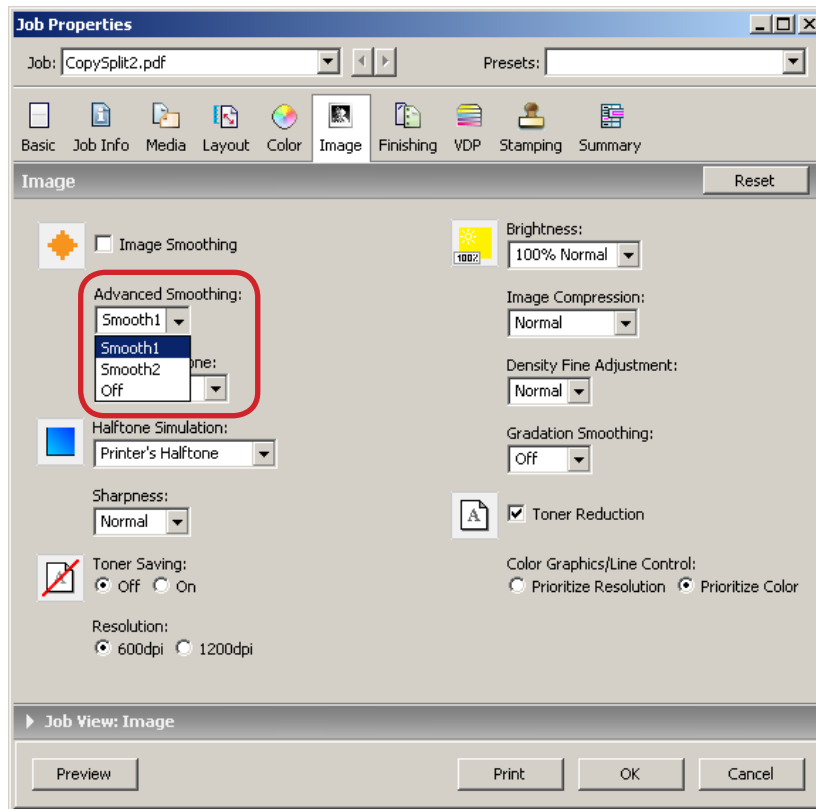 Job Properties
Job: CopySplit2.pdf Presets:
Basic Job Info Media Layout Color Image Finishing VDP Stamping Summary
Image Reset
Image Smoothing
Advanced Smoothing:
Smooth1
Smooth1
Smooth2
one:
Off
Halftone Simulation:
Printer's Halftone
Sharpness:
Normal
A
Toner Saving:
Off On
Resolution:
600dpi 1200dpi
Brightness:
100%
100% Normal
Image Compression:
Normal
Density Fine Adjustment:
Normal
Gradation Smoothing:
Off
A
Toner Reduction
Color Graphics/Line Control:
Prioritize Resolution Prioritize Color
Job View: Image
Preview Print OK Cancel